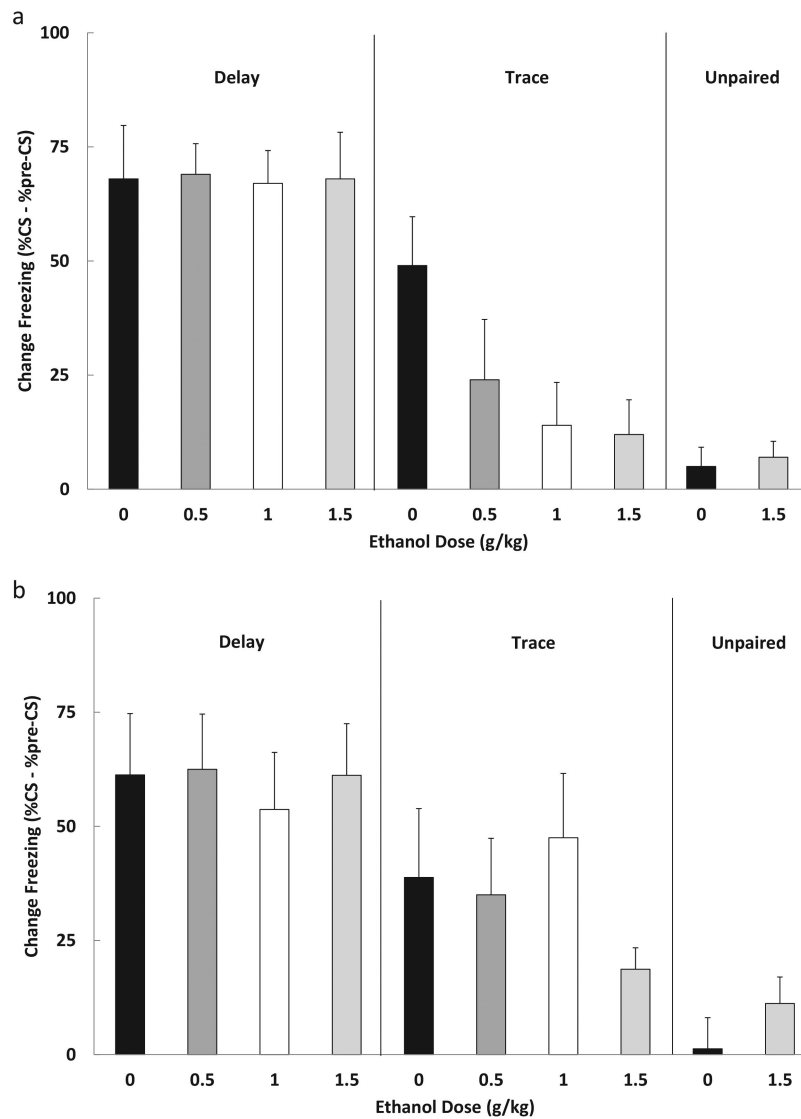 a
100
75
50
25
0
Change Freezing (%CS - %pre-CS)
Delay Trace Unpaired
0 0.5 1 1.5 0 0.5 1 1.5 0 1.5
Ethanol Dose (g/kg)
b
100
75
50
25
0
Change Freezing (%CS - %pre-CS)
Delay Trace Unpaired
0 0.5 1 1.5 0 0.5 1 1.5 0 1.5
Ethanol Dose (g/kg)